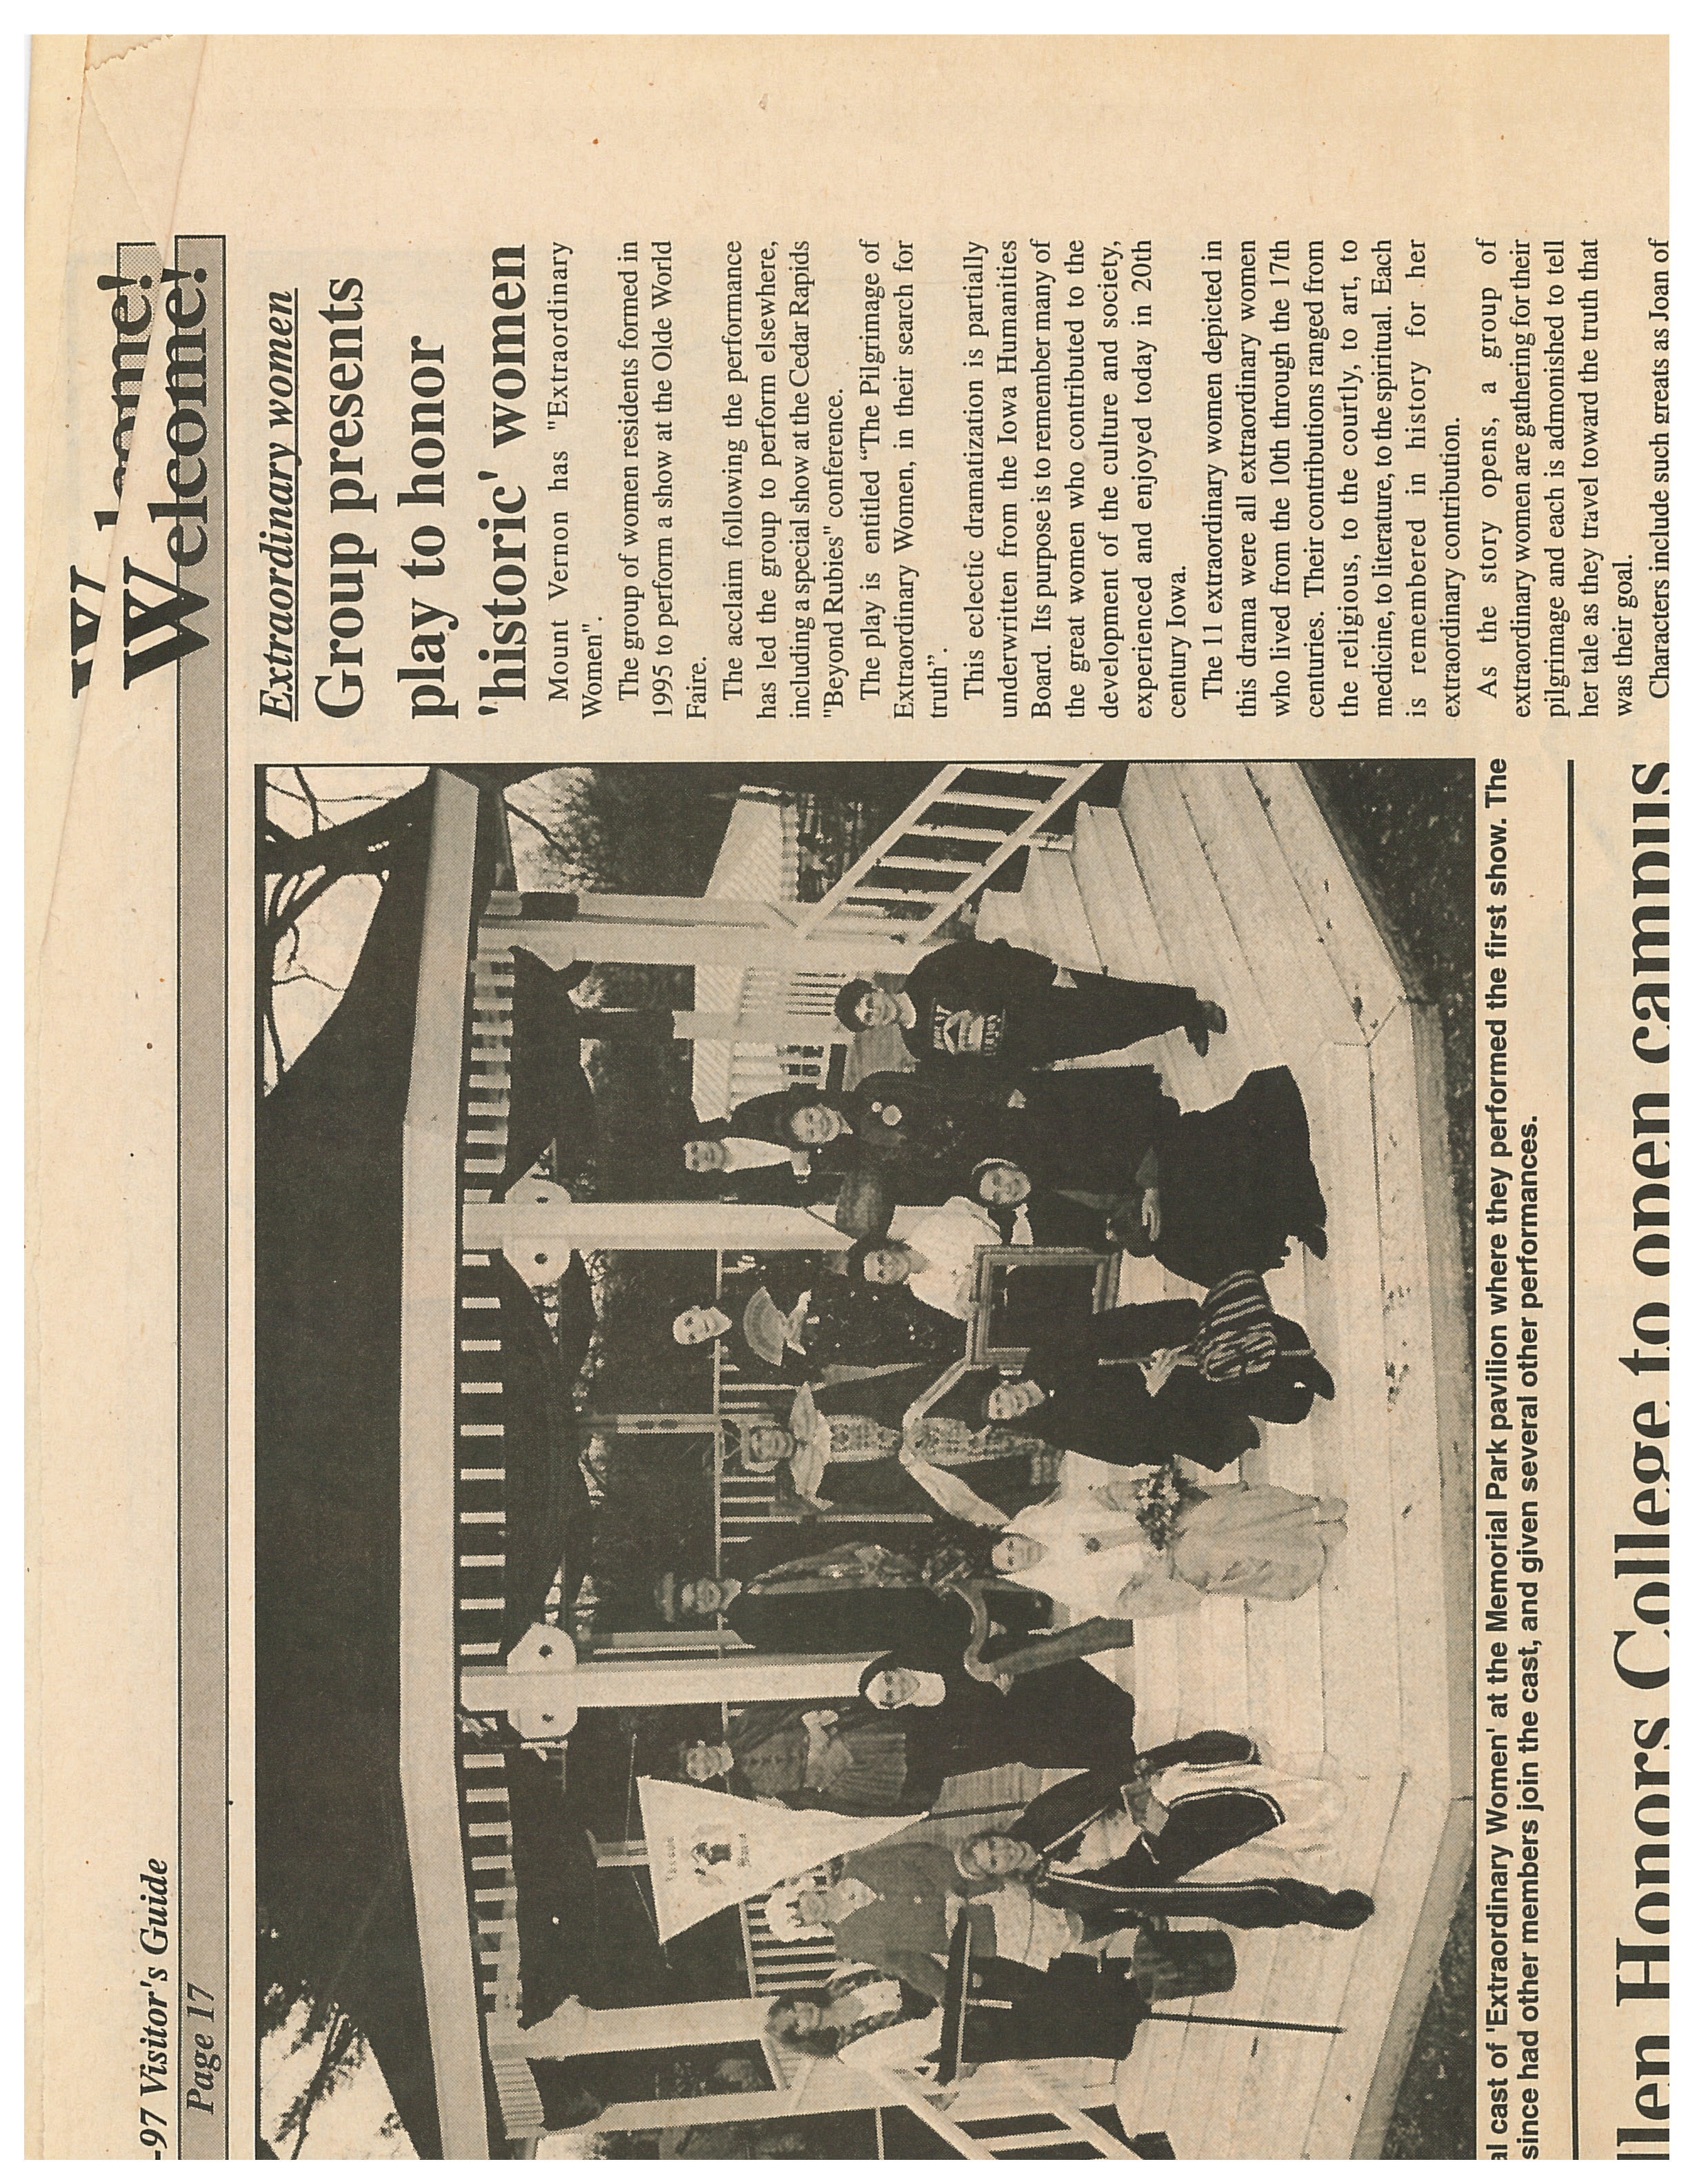 -97 Visitor's Guide
Welcome!
Page 17
Extraordinary women
Group presents
play to honor
'historic' women
Mount Vernon has "Extraordinary
Women".
The group of women residents formed in
1995 to perform a show at the Olde World
Faire.
The acclaim following the performance
has led the group to perform elsewhere,
including a special show at the Cedar Rapids
"Beyond Rubies" conference.
The play is entitled “The Pilgrimage of
Extraordinary Women, in their search for
truth”.
This eclectic dramatization is partially
underwritten from the Iowa Humanities
Board. Its purpose is to remember many of
the great women who contributed to the
development of the culture and society,
experienced and enjoyed today in 20th
century Iowa.
The 11 extraordinary women depicted in
this drama were all extraordinary women
who lived from the 10th through the 17th
centuries. Their contributions ranged from
the religious, to the courtly, to art, to
medicine, to literature, to the spiritual. Each
is remembered in history for her
extraordinary contribution.
As the story opens, a group of
extraordinary women are gathering for their
pilgrimage and each is admonished to tell
her tale as they travel toward the truth that
was their goal.
Characters include such greats as Joan of
al cast of 'Extraordinary Women' at the Memorial Park pavilion where they performed the first show. The
since had other members join the cast, and given several other performances.
llen Honors College to open campus